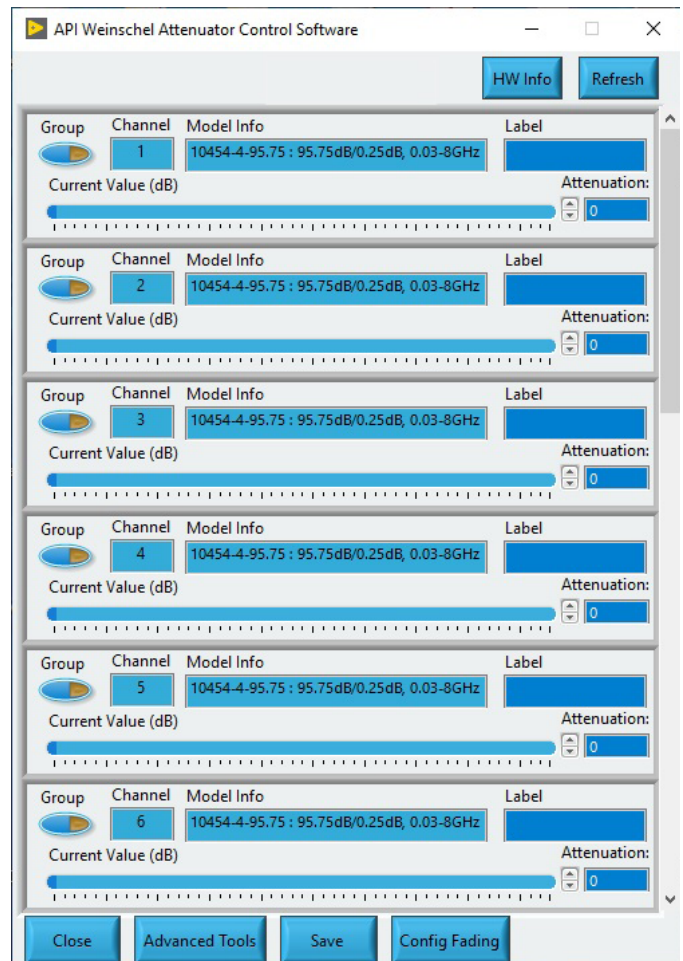 API Weinschel Attenuator Control Software
HW Info Refresh
Group Channel Model Info Label
1 10454-4-95.75 : 95.75dB/0.25dB, 0.03-8GHz
Current Value (dB) Attenuation:
0
Group Channel Model Info Label
2 10454-4-95.75 : 95.75dB/0.25dB, 0.03-8GHz
Current Value (dB) Attenuation:
0
Group Channel Model Info Label
3 10454-4-95.75 : 95.75dB/0.25dB, 0.03-8GHz
Current Value (dB) Attenuation:
0
Group Channel Model Info Label
4 10454-4-95.75 : 95.75dB/0.25dB, 0.03-8GHz
Current Value (dB) Attenuation:
0
Group Channel Model Info Label
5 10454-4-95.75 : 95.75dB/0.25dB, 0.03-8GHz
Current Value (dB) Attenuation:
0
Group Channel Model Info Label
6 10454-4-95.75 : 95.75dB/0.25dB, 0.03-8GHz
Current Value (dB) Attenuation:
0
Close Advanced Tools Save Config Fading